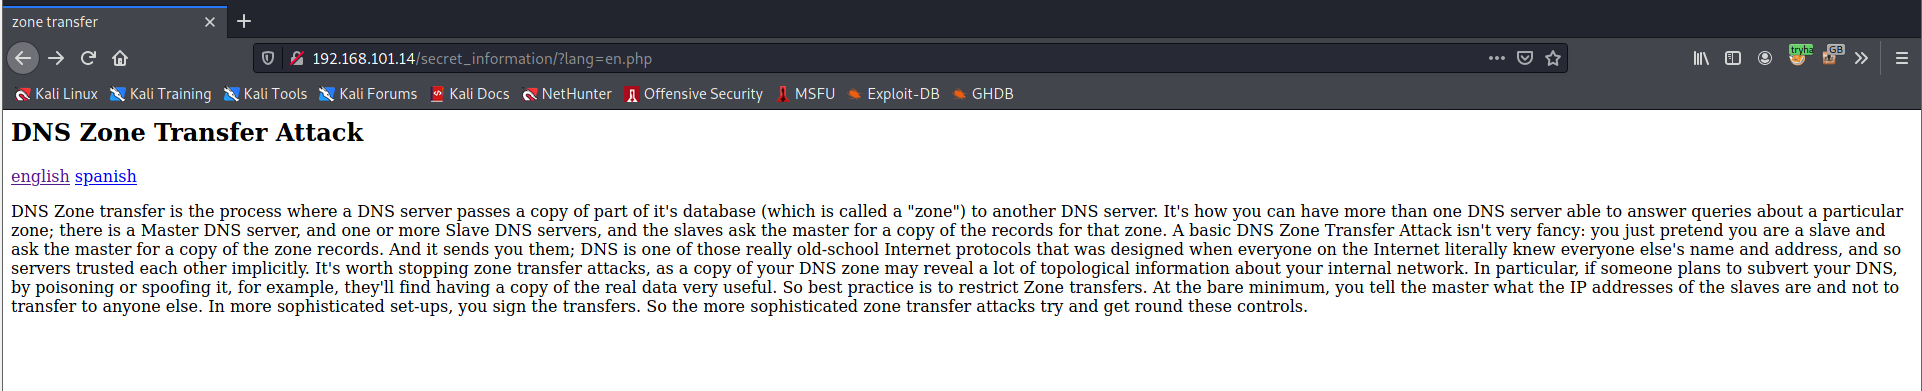 zone transfer
192.168.101.14/secret_information/?lang=en.php
tryha
GB
Kali Linux Kali Training Kali Tools Kali Forums Kali Docs NetHunter Offensive Security MSFU Exploit-DB GHDB
DNS Zone Transfer Attack
english spanish
DNS Zone transfer is the process where a DNS server passes a copy of part of it's database (which is called a "zone") to another DNS server. It's how you can have more than one DNS server able to answer queries about a particular
zone; there is a Master DNS server, and one or more Slave DNS servers, and the slaves ask the master for a copy of the records for that zone. A basic DNS Zone Transfer Attack isn't very fancy: you just pretend you are a slave and
ask the master for a copy of the zone records. And it sends you them; DNS is one of those really old-school Internet protocols that was designed when everyone on the Internet literally knew everyone else's name and address, and so
servers trusted each other implicitly. It's worth stopping zone transfer attacks, as a copy of your DNS zone may reveal a lot of topological information about your internal network. In particular, if someone plans to subvert your DNS,
by poisoning or spoofing it, for example, they'll find having a copy of the real data very useful. So best practice is to restrict Zone transfers. At the bare minimum, you tell the master what the IP addresses of the slaves are and not to
transfer to anyone else. In more sophisticated set-ups, you sign the transfers. So the more sophisticated zone transfer attacks try and get round these controls.